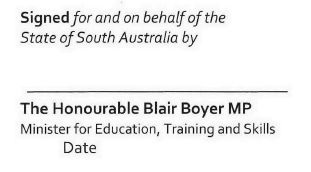 Signed for and on behalf of the
State of South Australia by
The Honourable Blair Boyer MP
Minister for Education, Training and Skills
Date